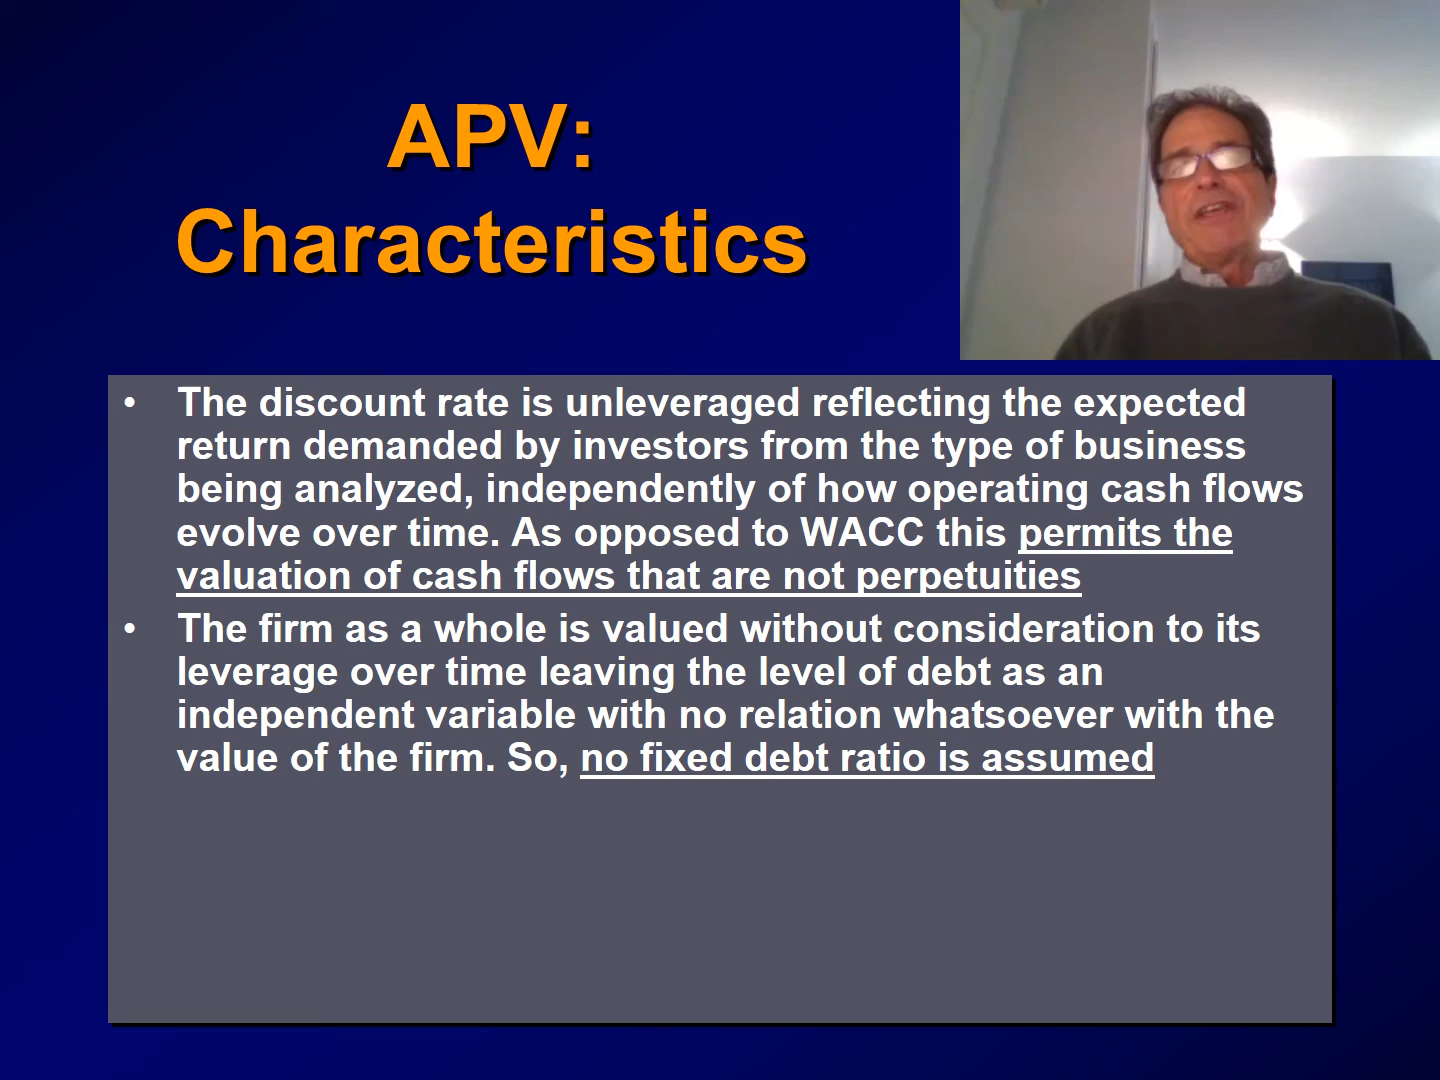 APV:
Characteristics
• The discount rate is unleveraged reflecting the expected
return demanded by investors from the type of business
being analyzed, independently of how operating cash flows
evolve over time. As opposed to WACC this permits the
valuation of cash flows that are not perpetuities
• The firm as a whole is valued without consideration to its
leverage over time leaving the level of debt as an
independent variable with no relation whatsoever with the
value of the firm. So, no fixed debt ratio is assumed